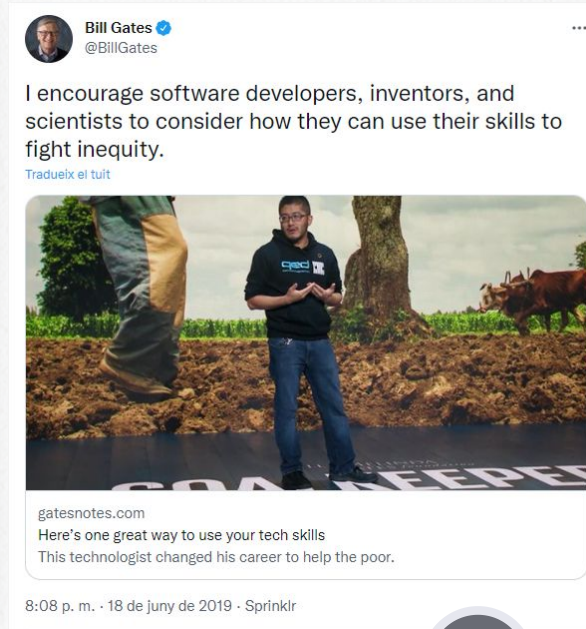 Bill Gates
@BillGates
I encourage software developers, inventors, and
scientists to consider how they can use their skills to
fight inequity.
Tradueix el tuit
qed
GOALKEEPER
gatesnotes.com
Here's one great way to use your tech skills
This technologist changed his career to help the poor.
8:08 p. m. · 18 de juny de 2019 · Sprinklr